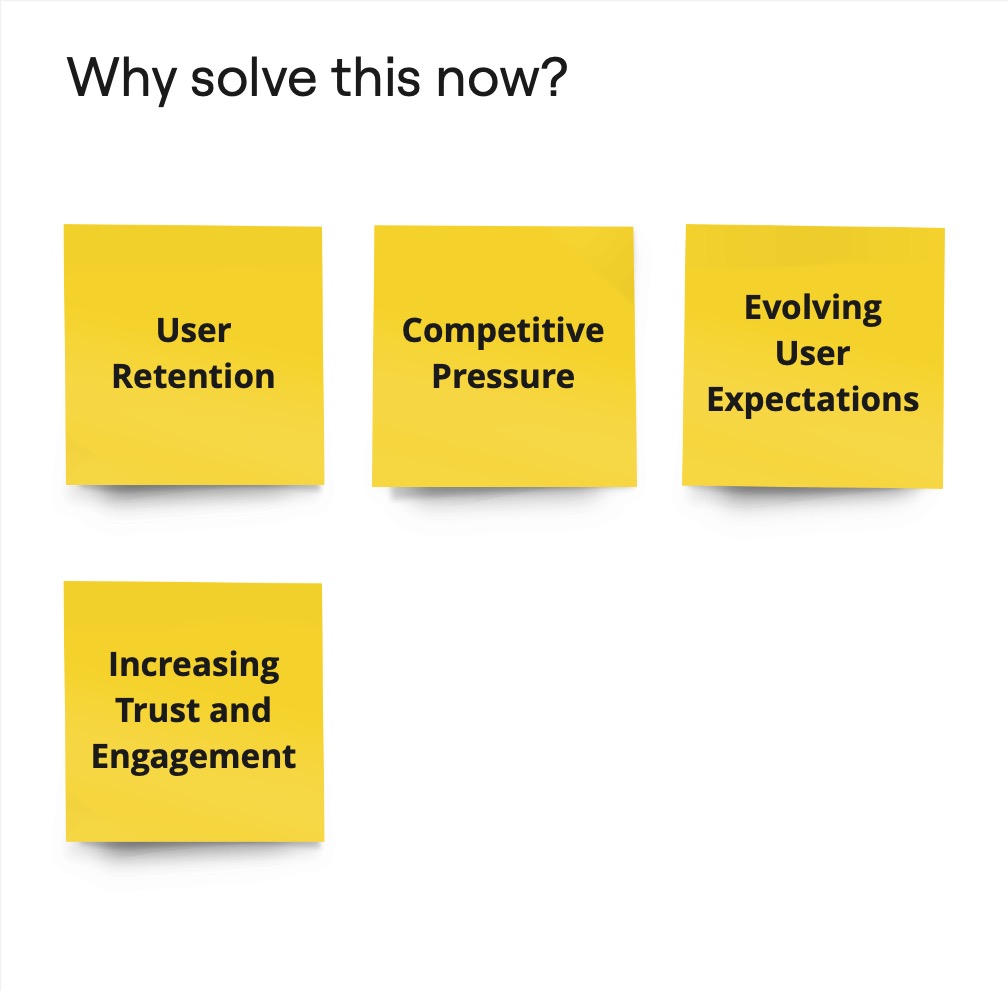 Why solve this now?
User
Retention
Competitive
Pressure
Evolving
User
Expectations
Increasing
Trust and
Engagement